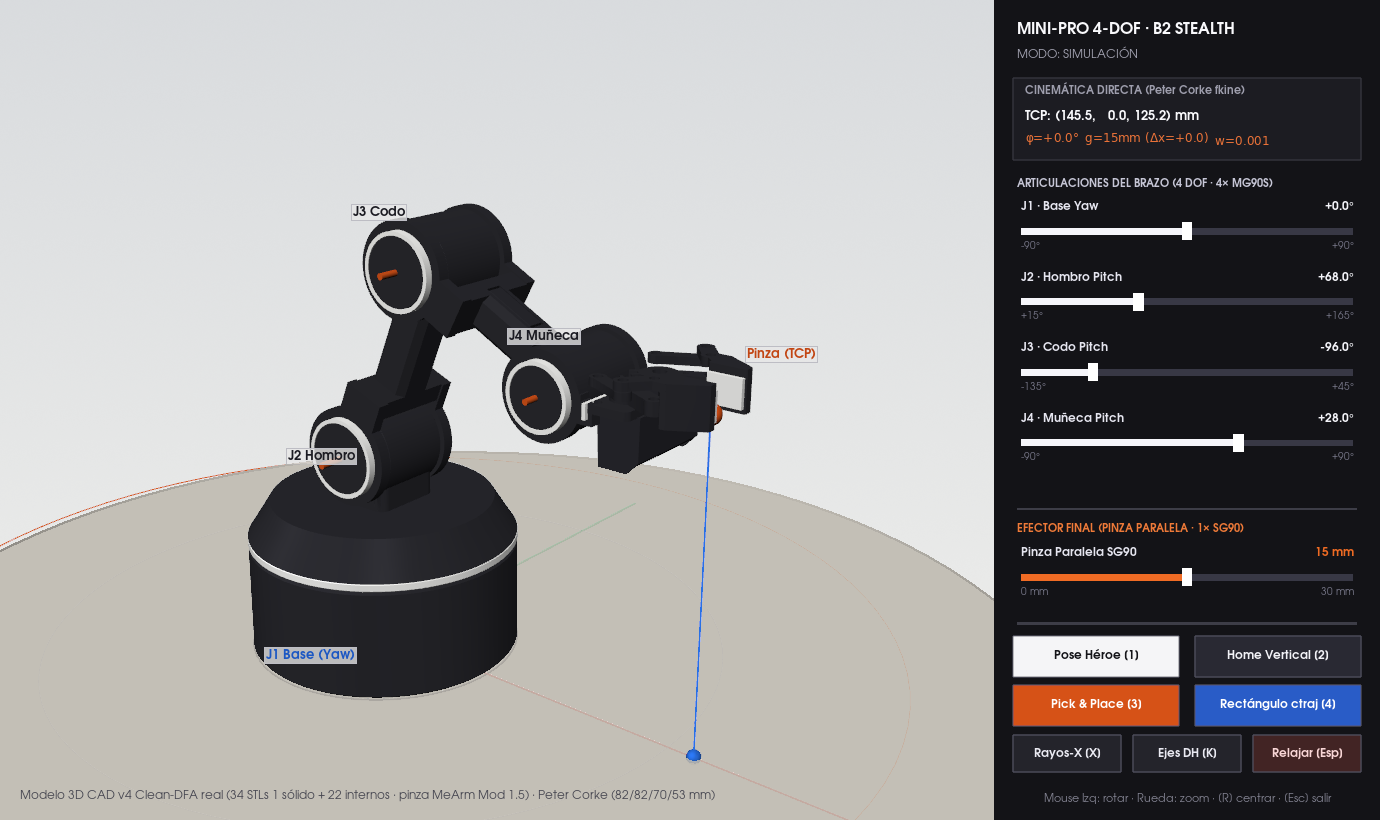 MINI-PRO 4-DOF · B2 STEALTH
MODO: SIMULACIÓN
CINEMÁTICA DIRECTA (Peter Corke fkine)
TCP: (145.5, 0.0, 125.2) mm
φ=+0.0° g=15mm (Δx=+0.0) w=0.001
ARTICULACIONES DEL BRAZO (4 DOF · 4× MG90S)
J1 · Base Yaw +0.0°
-90° +90°
J2 · Hombro Pitch +68.0°
+15° +165°
J3 · Codo Pitch -96.0°
-135° +45°
J4 · Muñeca Pitch +28.0°
-90° +90°
EFECTOR FINAL (PINZA PARALELA · 1× SG90)
Pinza Paralela SG90 15 mm
0 mm 30 mm
Pose Héroe [1] Home Vertical [2]
Pick & Place [3] Rectángulo ctraj [4]
Rayos-X [X] Ejes DH [K] Relajar [Esp]
Mouse Izq: rotar · Rueda: zoom · [R] centrar · [Esc] salir
J3 Codo
J4 Muñeca
Pinza (TCP)
J2 Hombro
J1 Base (Yaw)
Modelo 3D CAD v4 Clean-DFA real (34 STLs 1 sólido + 22 internos · pinza MeArm Mod 1.5) · Peter Corke (82/82/70/53 mm)